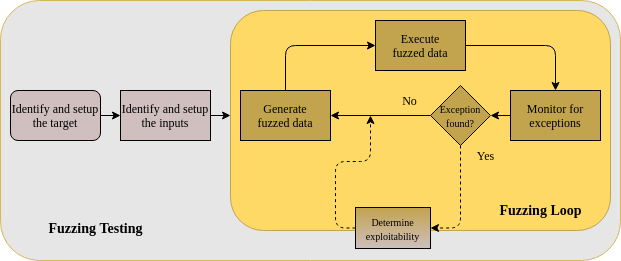 Execute
fuzzed data
Identify and setup
the target
Identify and setup
the inputs
Generate
fuzzed data
No
Exception
found?
Monitor for
exceptions
Yes
Determine
exploitability
Fuzzing Loop
Fuzzing Testing